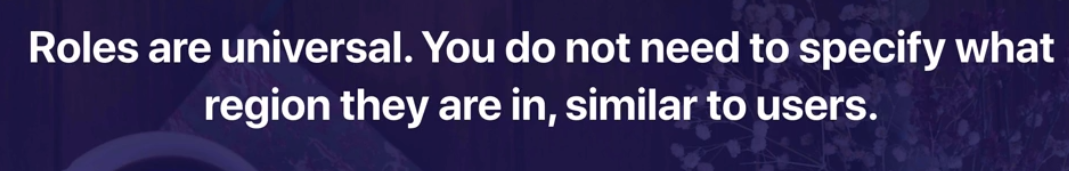 Roles are universal. You do not need to specify what
region they are in, similar to users.